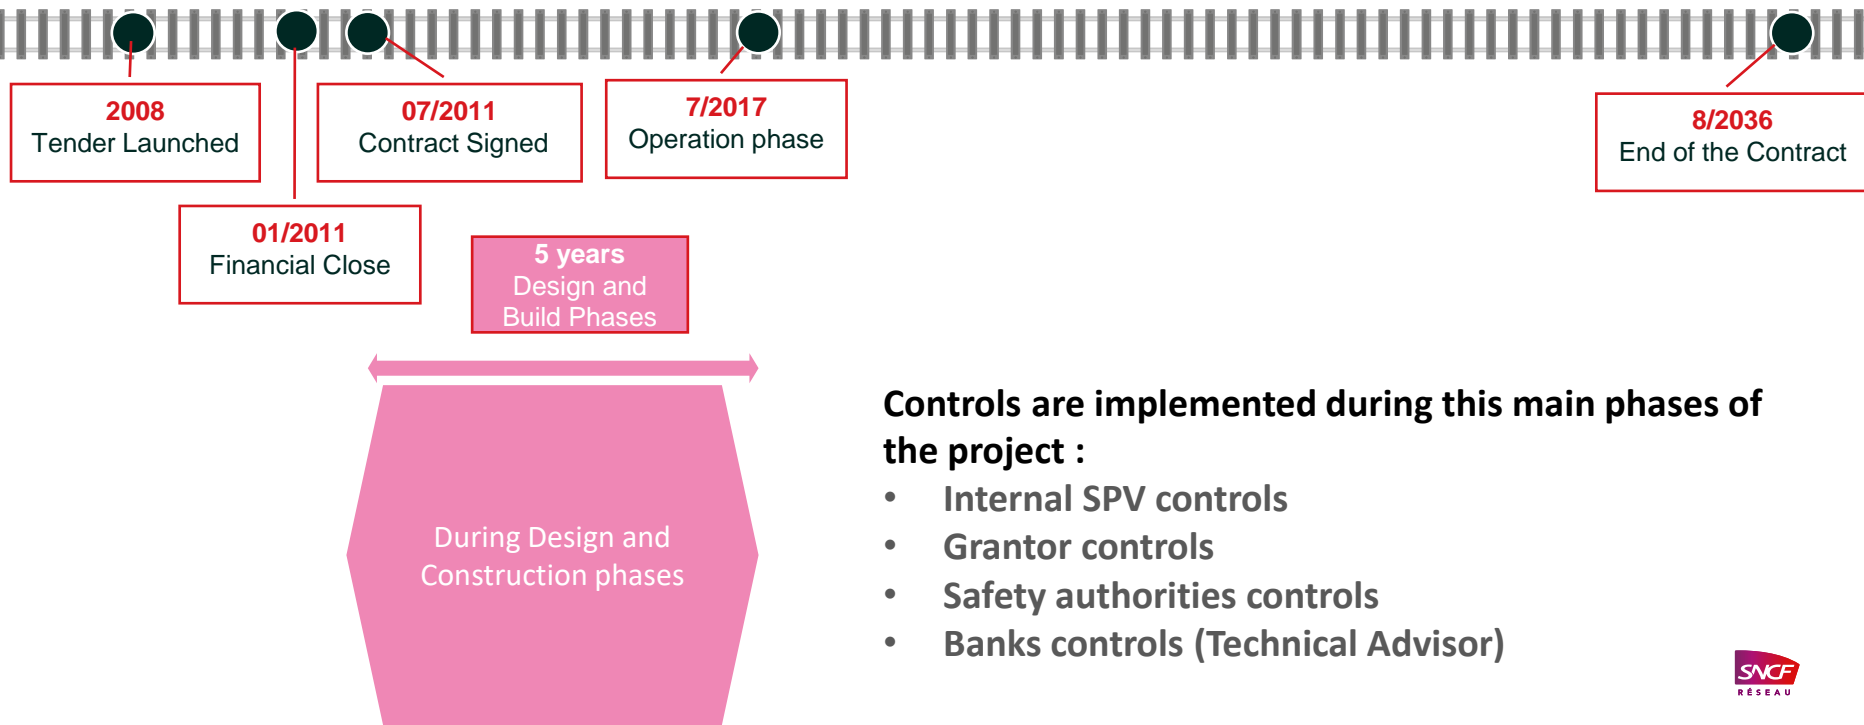 2008
Tender Launched
01/2011
Financial Close
07/2011
Contract Signed
7/2017
Operation phase
8/2036
End of the Contract
5 years
Design and
Build Phases
During Design and
Construction phases
Controls are implemented during this main phases of
the project :
• Internal SPV controls
• Grantor controls
• Safety authorities controls
• Banks controls (Technical Advisor)
SNCF
RÉSEAU